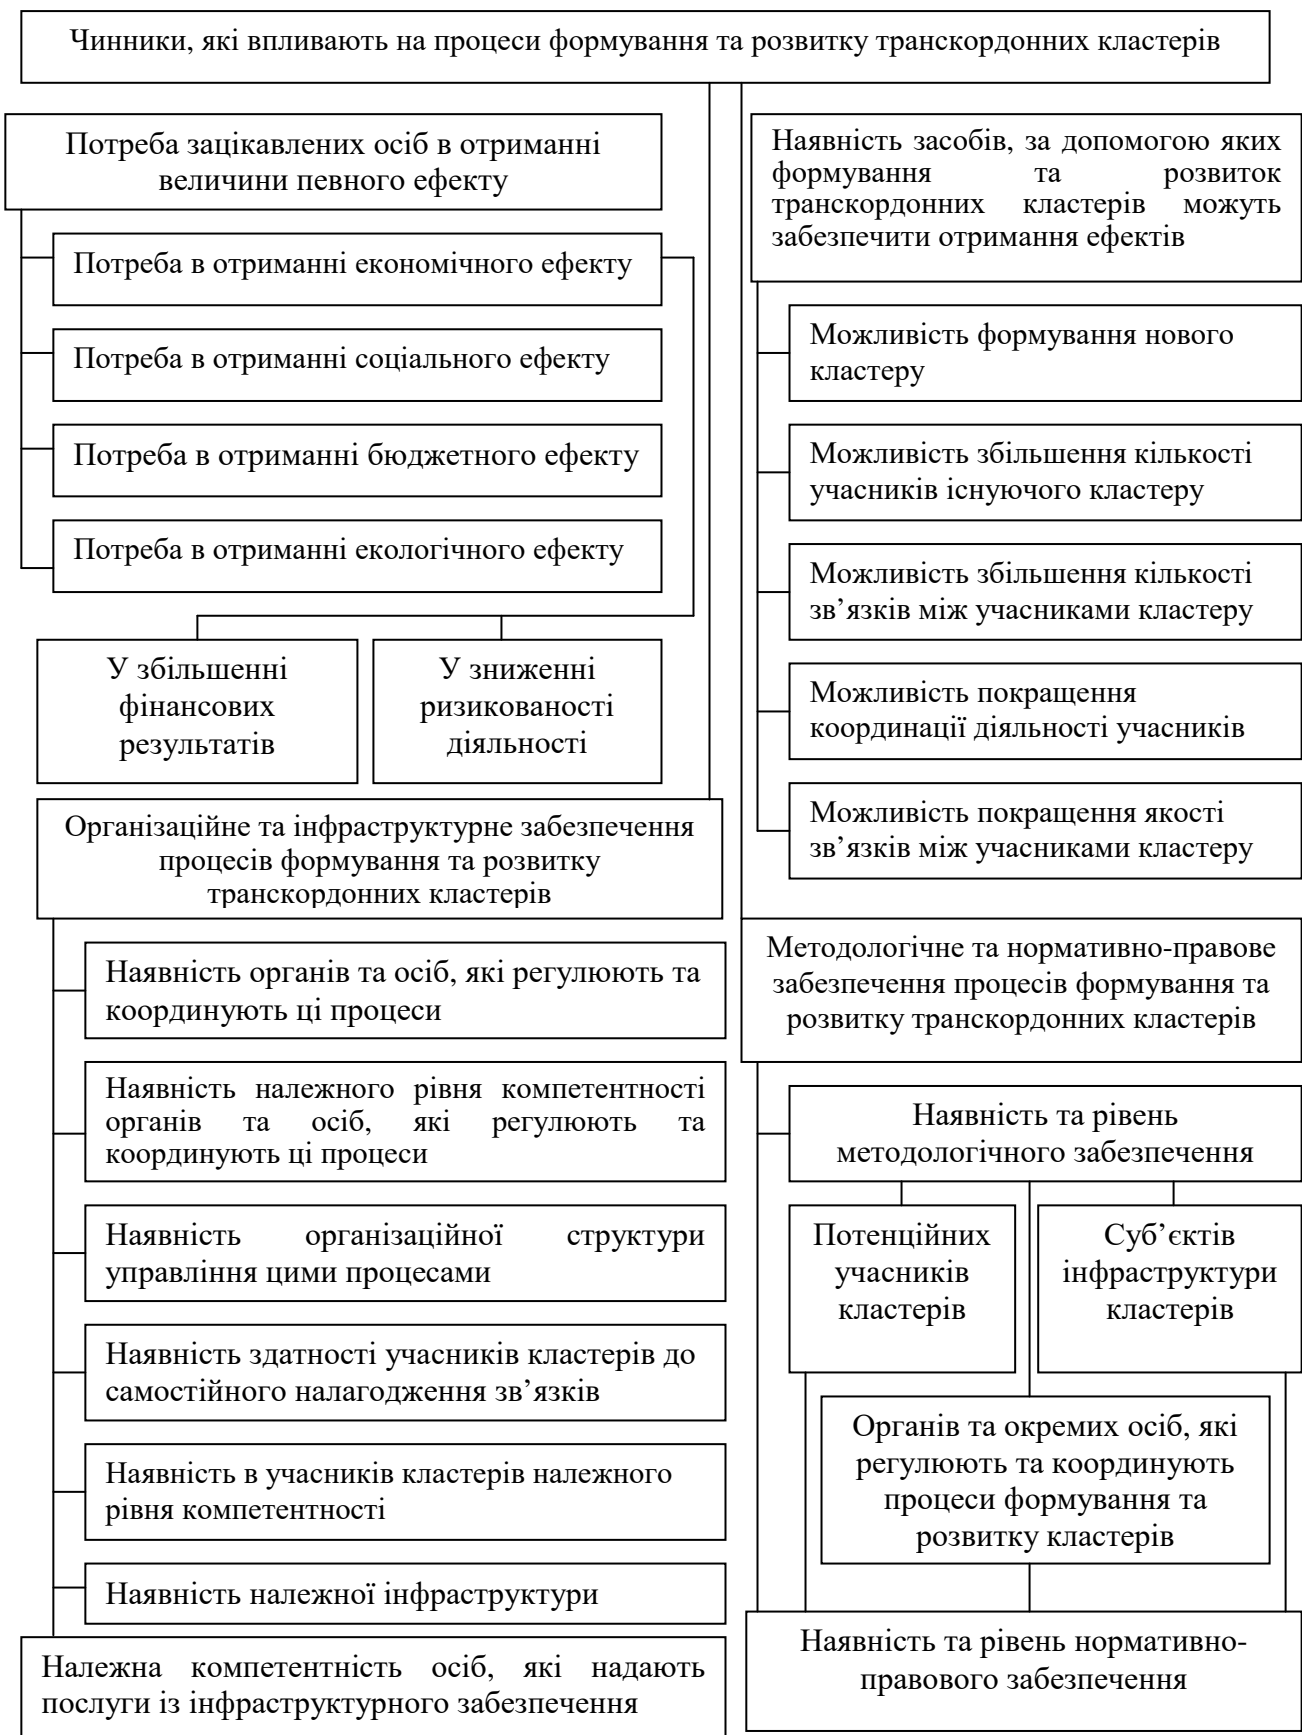 Чинники, які впливають на процеси формування та розвитку транскордонних кластерів
Потреба зацікавлених осіб в отриманні
величини певного ефекту
Потреба в отриманні економічного ефекту
Потреба в отриманні соціального ефекту
Потреба в отриманні бюджетного ефекту
Потреба в отриманні екологічного ефекту
У збільшенні
фінансових
результатів
У зниженні
ризикованості
діяльності
Наявність засобів, за допомогою яких
формування та розвиток
транскордонних кластерів можуть
забезпечити отримання ефектів
Можливість формування нового
кластеру
Можливість збільшення кількості
учасників існуючого кластеру
Можливість збільшення кількості
зв’язків між учасниками кластеру
Можливість покращення
координації діяльності учасників
Можливість покращення якості
зв’язків між учасниками кластеру
Організаційне та інфраструктурне забезпечення
процесів формування та розвитку
транскордонних кластерів
Наявність органів та осіб, які регулюють та
координують ці процеси
Наявність належного рівня компетентності
органів та осіб, які регулюють та
координують ці процеси
Наявність організаційної структури
управління цими процесами
Наявність здатності учасників кластерів до
самостійного налагодження зв’язків
Наявність в учасників кластерів належного
рівня компетентності
Наявність належної інфраструктури
Належна компетентність осіб, які надають
послуги із інфраструктурного забезпечення
Методологічне та нормативно-правове
забезпечення процесів формування та
розвитку транскордонних кластерів
Наявність та рівень
методологічного забезпечення
Потенційних
учасників
кластерів
Суб’єктів
інфраструктури
кластерів
Органів та окремих осіб, які
регулюють та координують
процеси формування та
розвитку кластерів
Наявність та рівень нормативно-
правового забезпечення